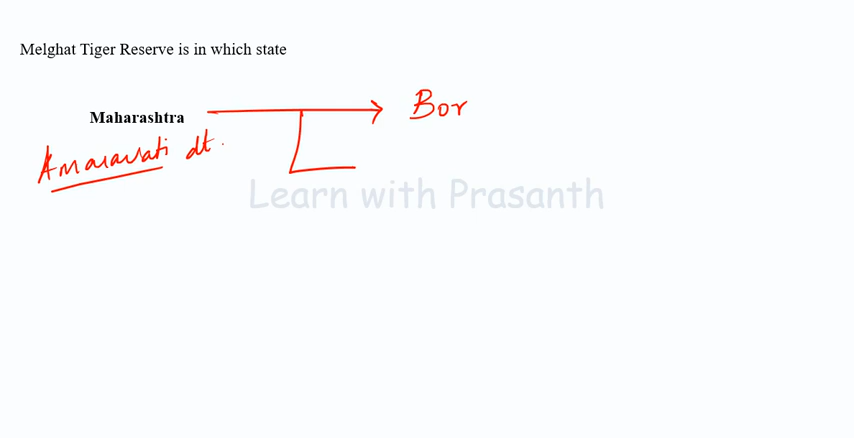 Melghat Tiger Reserve is in which state
Maharashtra
Bor
Amaravati dt.
Learn with Prasanth